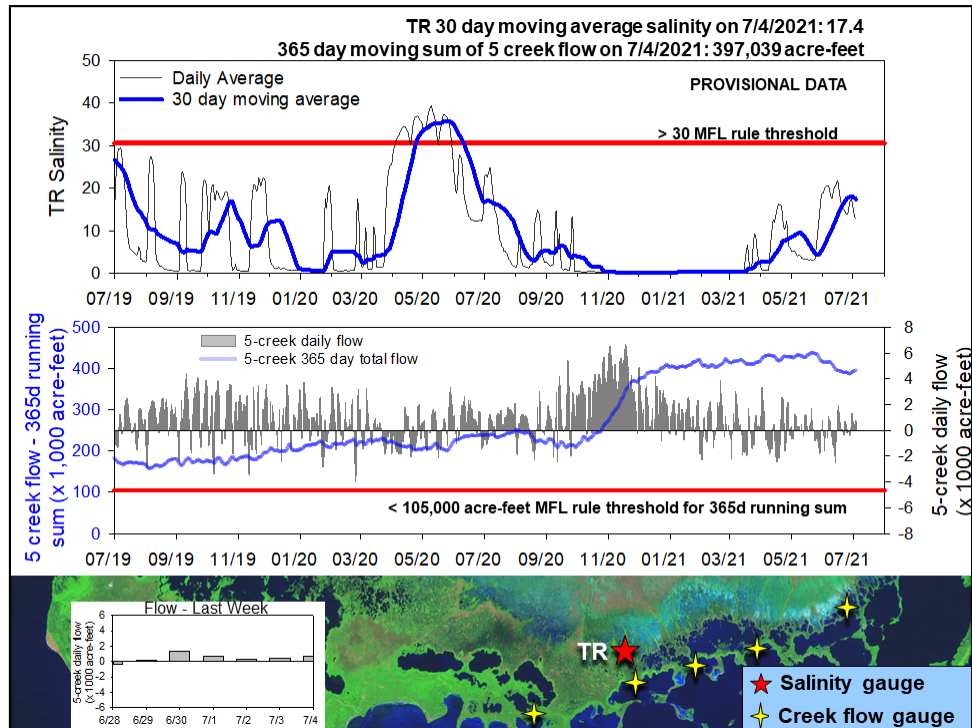 TR 30 day moving average salinity on 7/4/2021: 17.4
365 day moving sum of 5 creek flow on 7/4/2021: 397,039 acre-feet
50
40
30
20
10
0
TR Salinity
Daily Average
30 day moving average
PROVISIONAL DATA
> 30 MFL rule threshold
07/19 09/19 11/19 01/20 03/20 05/20 07/20 09/20 11/20 01/21 03/21 05/21 07/21
500
400
300
200
100
0
5 creek flow - 365d running
sum (x 1,000 acre-feet)
5-creek daily flow
5-creek 365 day total flow
< 105,000 acre-feet MFL rule threshold for 365d running sum
8
6
4
2
0
-2
-4
-6
-8
5-creek daily flow
(x 1000 acre-feet)
07/19 09/19 11/19 01/20 03/20 05/20 07/20 09/20 11/20 01/21 03/21 05/21 07/21
Flow - Last Week
6
4
2
0
-2
-4
-6
5-creek daily flow
(x 1000 acre-feet)
6/28 6/29 6/30 7/1 7/2 7/3 7/4
TR
Salinity gauge
Creek flow gauge